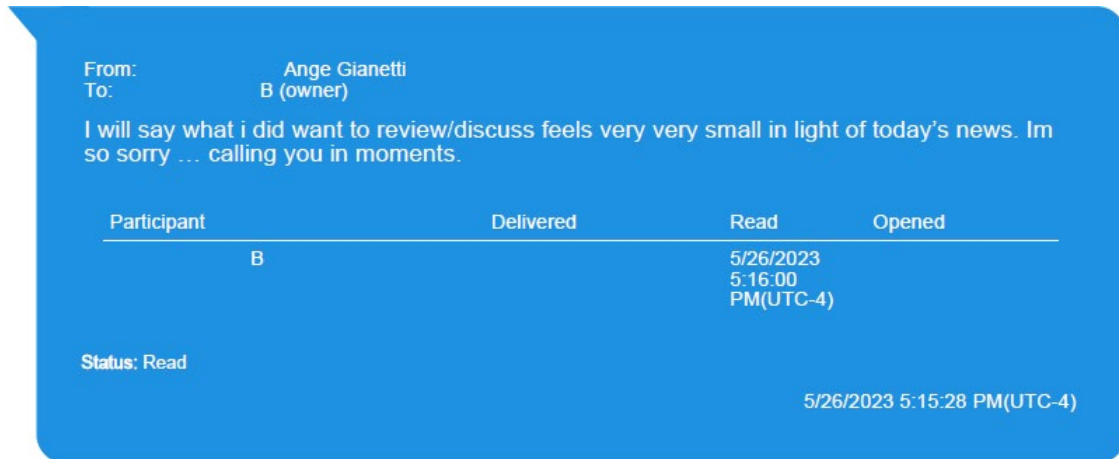 From: Ange Gianetti
To: B (owner)
I will say what i did want to review/discuss feels very very small in light of today’s news. Im
so sorry … calling you in moments.
Participant Delivered Read Opened
B 5/26/2023
5:16:00
PM(UTC-4)
Status: Read
5/26/2023 5:15:28 PM(UTC-4)